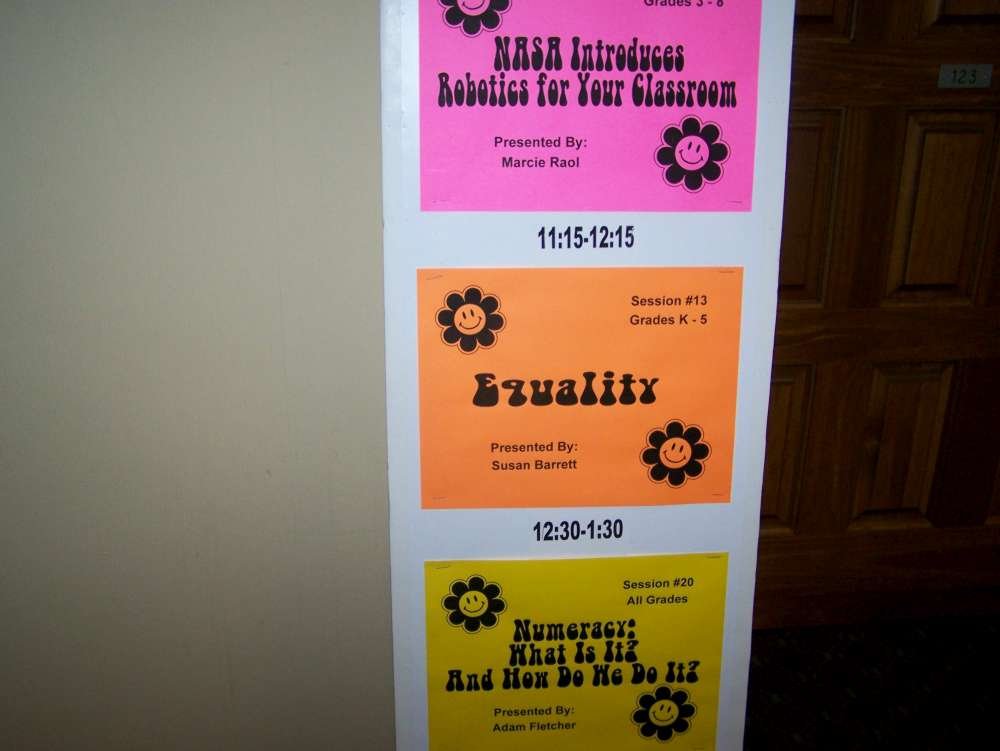 Grades 3 - 8
NASA Introduces
Robotics for Your Classroom
Presented By:
Marcie Raol
11:15-12:15
Session #13
Grades K - 5
Equality
Presented By:
Susan Barrett
12:30-1:30
Session #20
All Grades
Numeracy:
What Is It?
And How Do We Do It?
Presented By:
Adam Fletcher
123